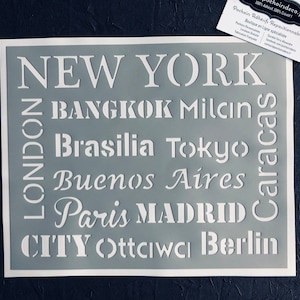 NEW YORK
LONDON
BANGKOK Milan
Brasilia Tokyo
Buenos Aires
Caracas
Paris MADRID
CITY Ottawa Berlin